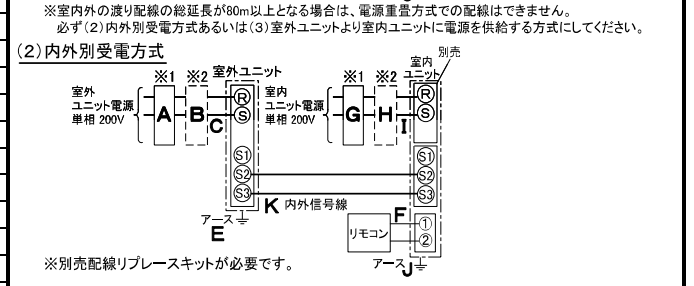 ※室内外の渡り配線の総延長が80m以上となる場合は、電源重畳方式での配線はできません。
必ず(2)内外別受電方式あるいは(3)室外ユニットより室内ユニットに電源を供給する方式にしてください。
(2)内外別受電方式
別売
※1 ※2 室外ユニット ※1 ※2 室内ユニット
室外ユニット電源 単相 200V
A B C R S
室内ユニット電源 単相 200V
G H I R S
S1 S1
S2 S2
S3 S3
K 内外信号線
アース
E
リモコン F ① ②
※別売配線リプレースキットが必要です。
アース J